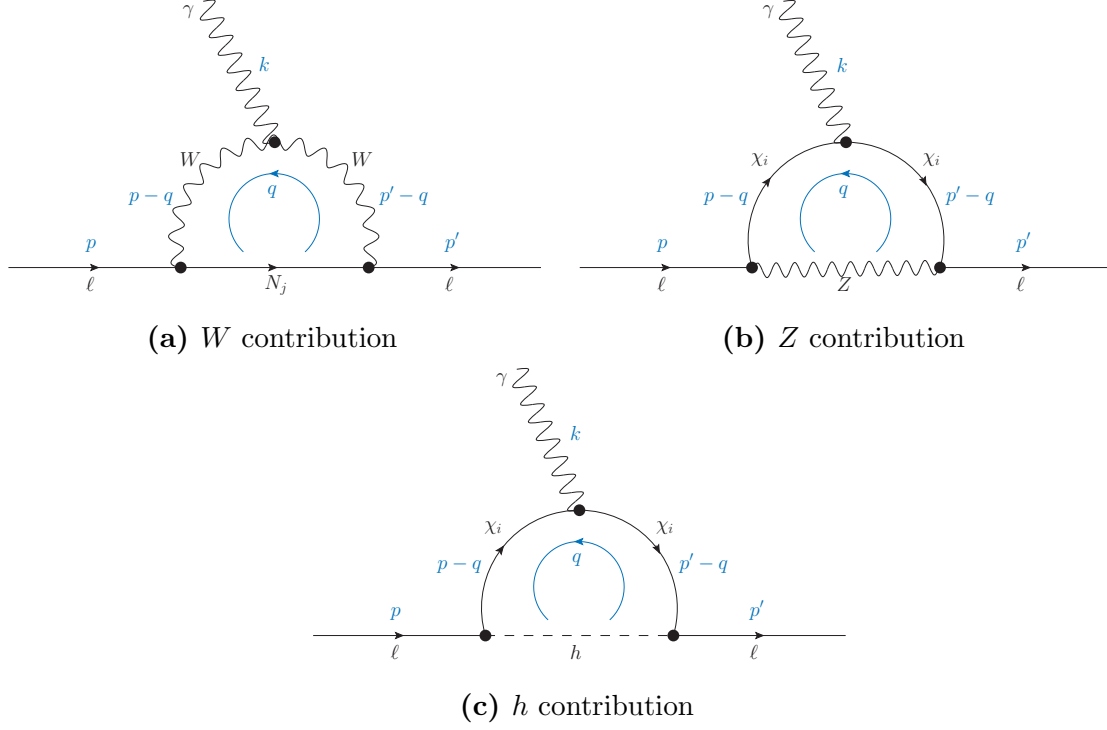 γ γ
k k
W W χ_i χ_i
p − q q p′ − q p − q q p′ − q
p p′ p p′
ℓ N_j ℓ ℓ Z ℓ
(a) W contribution (b) Z contribution
γ
k
χ_i χ_i
p − q q p′ − q
p p′
ℓ h ℓ
(c) h contribution